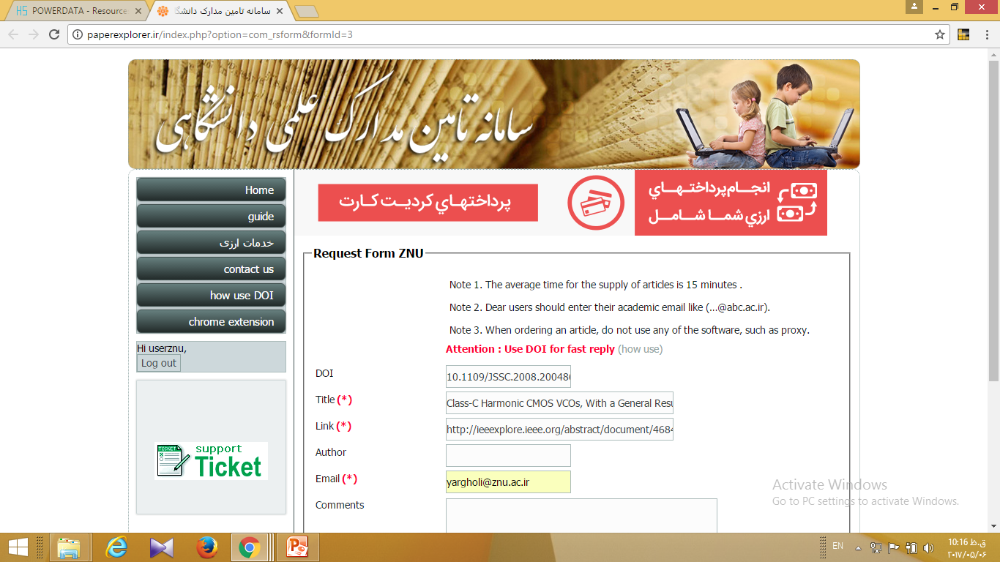 POWERDATA - Resource
سامانه تامین مدارک دانشگا
paperexplorer.ir/index.php?option=com_rsform&formId=3
سامانه تامین مدارک علمی دانشگاهی
Home
guide
خدمات ارزی
contact us
how use DOI
chrome extension
Hi userznu,
Log out
TICKET
support
Ticket
پرداختهاي کرديت کارت
انجام پرداختهاي
ارزي شما شامل
Request Form ZNU
Note 1. The average time for the supply of articles is 15 minutes .
Note 2. Dear users should enter their academic email like (...@abc.ac.ir).
Note 3. When ordering an article, do not use any of the software, such as proxy.
Attention : Use DOI for fast reply (how use)
DOI
10.1109/JSSC.2008.200486
Title (*)
Class-C Harmonic CMOS VCOs, With a General Resu
Link (*)
http://ieeexplore.ieee.org/abstract/document/4684
Author
Email (*)
yargholi@znu.ac.ir
Comments
Activate Windows
Go to PC settings to activate Windows.
EN
10:16 ق.ظ
۲۰۱۷/۰۵/۰۶